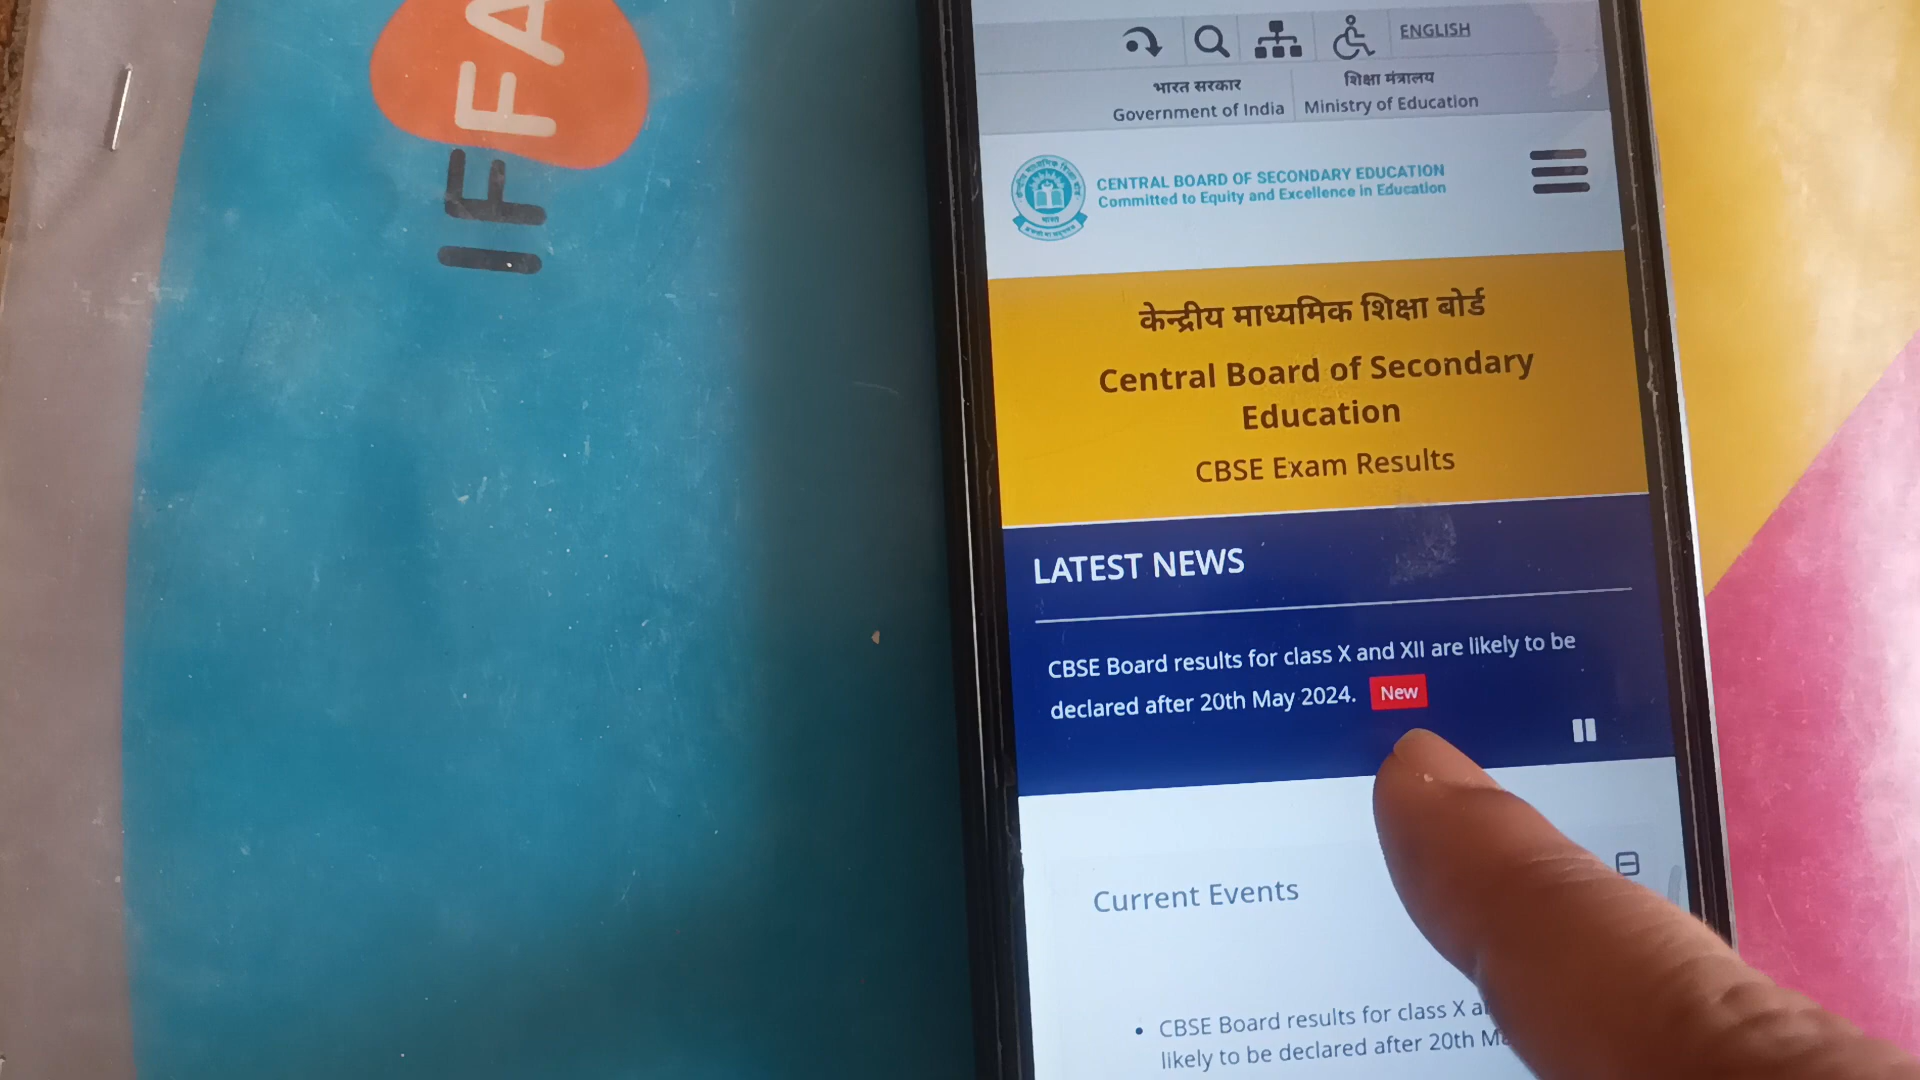 IFFA
ENGLISH
भारत सरकार
शिक्षा मंत्रालय
Government of India
Ministry of Education
CENTRAL BOARD OF SECONDARY EDUCATION
Committed to Equity and Excellence in Education
भारत
केन्द्रीय माध्यमिक शिक्षा बोर्ड
Central Board of Secondary
Education
CBSE Exam Results
LATEST NEWS
CBSE Board results for class X and XII are likely to be
declared after 20th May 2024. New
Current Events
CBSE Board results for class X
likely to be declared after 20th